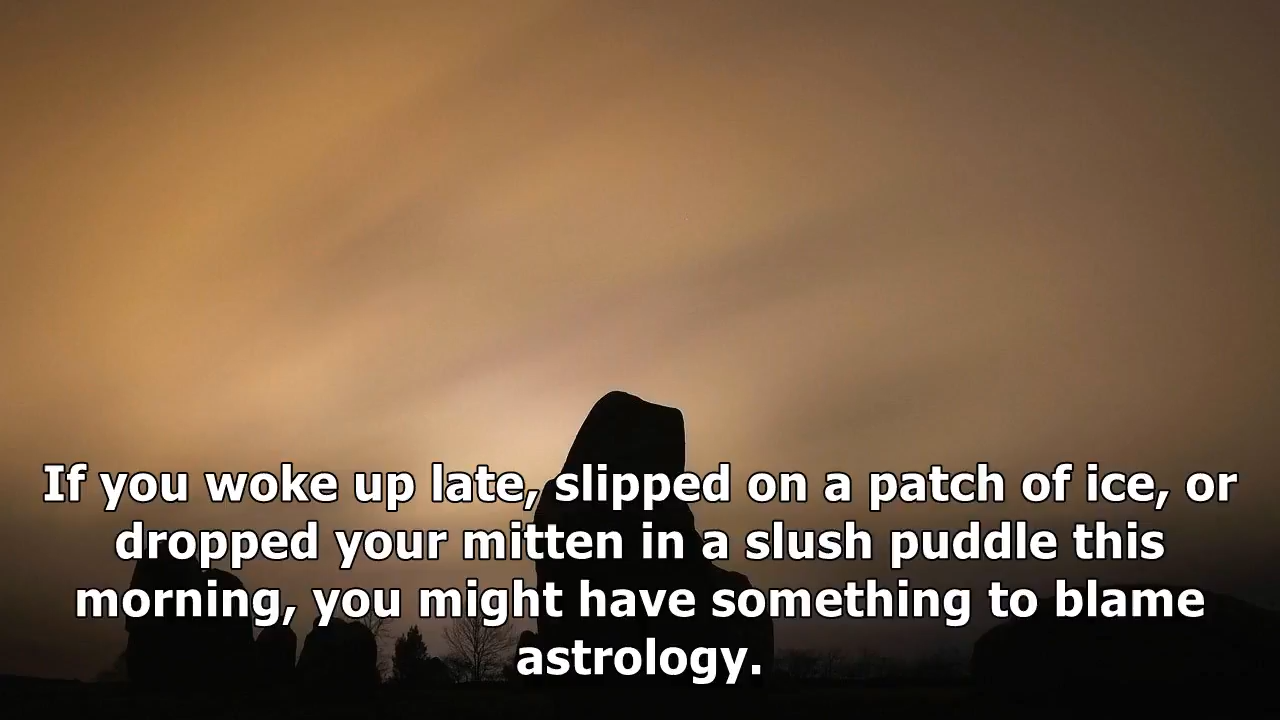 If you woke up late, slipped on a patch of ice, or
dropped your mitten in a slush puddle this
morning, you might have something to blame
astrology.